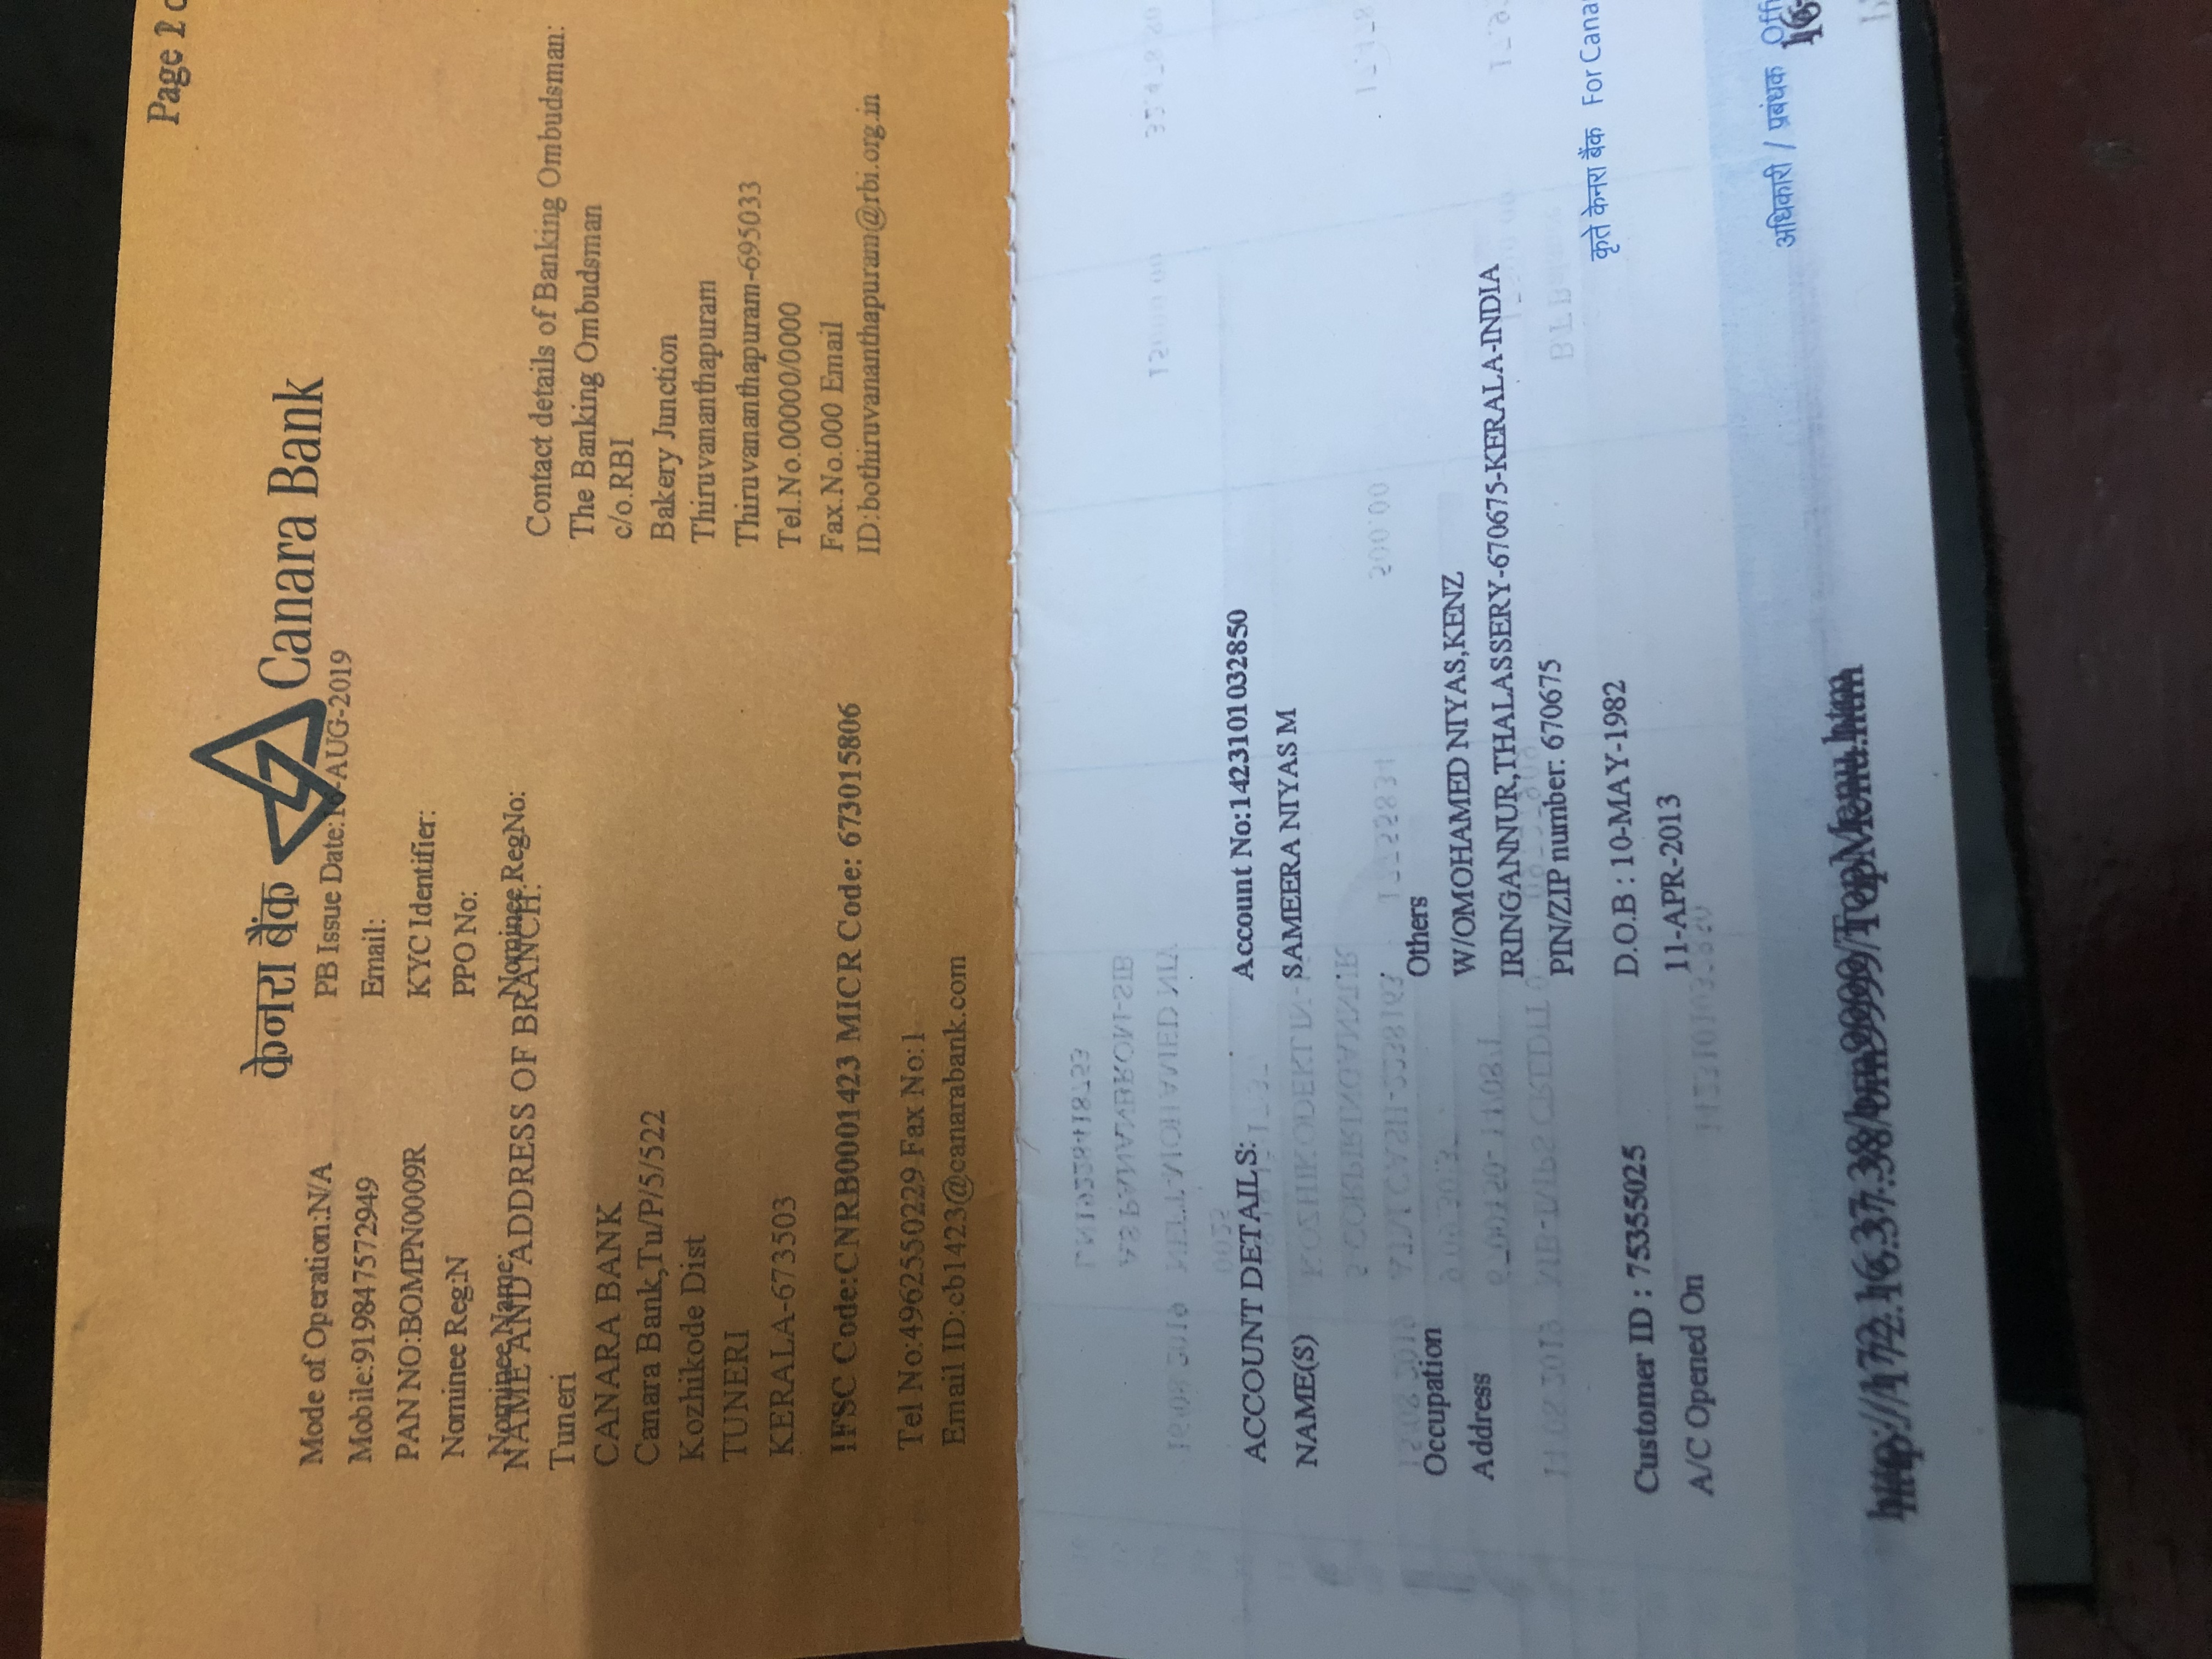 Page
केनरा बैंक Canara Bank
Mode of Operation:N/A PB Issue Date:16-AUG-2019
Mobile:919847572949 Email:
PAN NO:BOMPN0009R KYC Identifier:
Nominee Reg:N PPO No:
Nominee Name: Nominee RegNo:
NAME AND ADDRESS OF BRANCH:
Tuneri
CANARA BANK
Canara Bank,Tu/P/5/522
Kozhikode Dist
TUNERI
KERALA-673503
IFSC Code:CNRB0001423 MICR Code: 673015806
Tel No:4962550229 Fax No:1
Email ID:cb1423@canarabank.com
Contact details of Banking Ombudsman:
The Banking Ombudsman
c/o.RBI
Bakery Junction
Thiruvananthapuram
Thiruvananthapuram-695033
Tel.No.00000/0000
Fax.No.000 Email
ID:bothiruvananthapuram@rbi.org.in
ACCOUNT DETAILS: Account No:1423101032850
NAME(S) SAMEERA NIYAS M
Occupation Others
Address W/OMOHAMED NIYAS,KENZ
IRINGANNUR,THALASSERY-670675-KERALA-INDIA
PIN/ZIP number: 670675
Customer ID : 75355025 D.O.B : 10-MAY-1982
A/C Opened On 11-APR-2013
कृते केनरा बैंक For Cana
अधिकारी / प्रबंधक Offi
16-
http://172.16.37.38/brn9999/TopMenu.htm